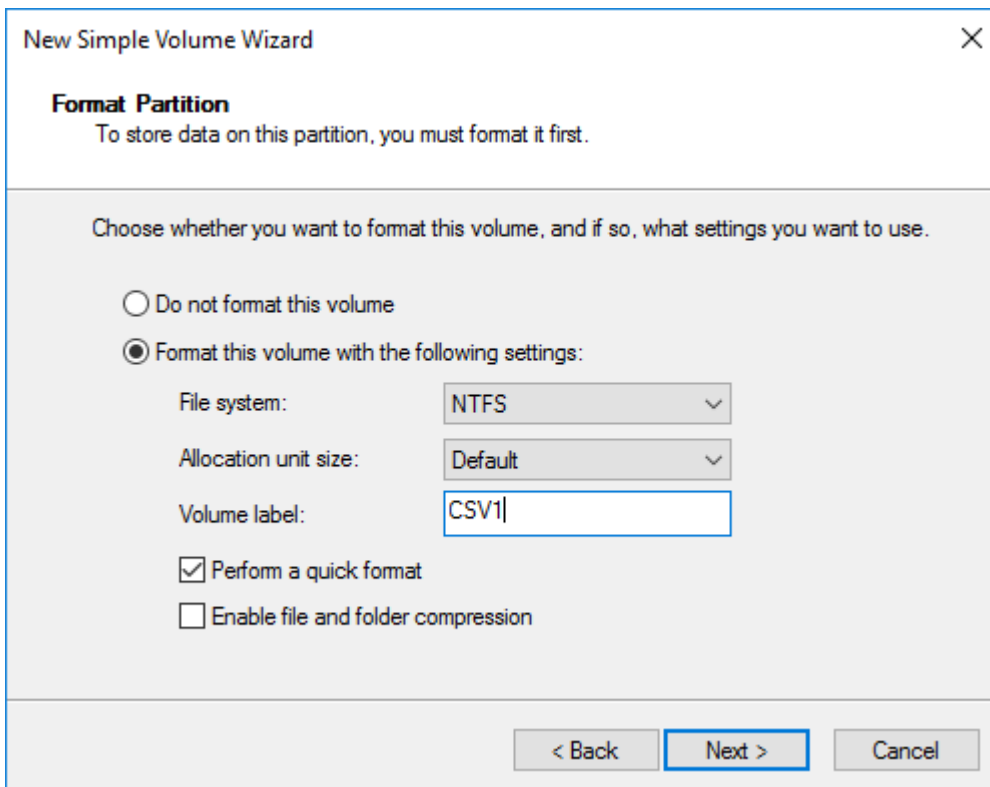 New Simple Volume Wizard
Format Partition
To store data on this partition, you must format it first.
Choose whether you want to format this volume, and if so, what settings you want to use.
Do not format this volume
Format this volume with the following settings:
File system: NTFS
Allocation unit size: Default
Volume label: CSV1
Perform a quick format
Enable file and folder compression
< Back Next > Cancel